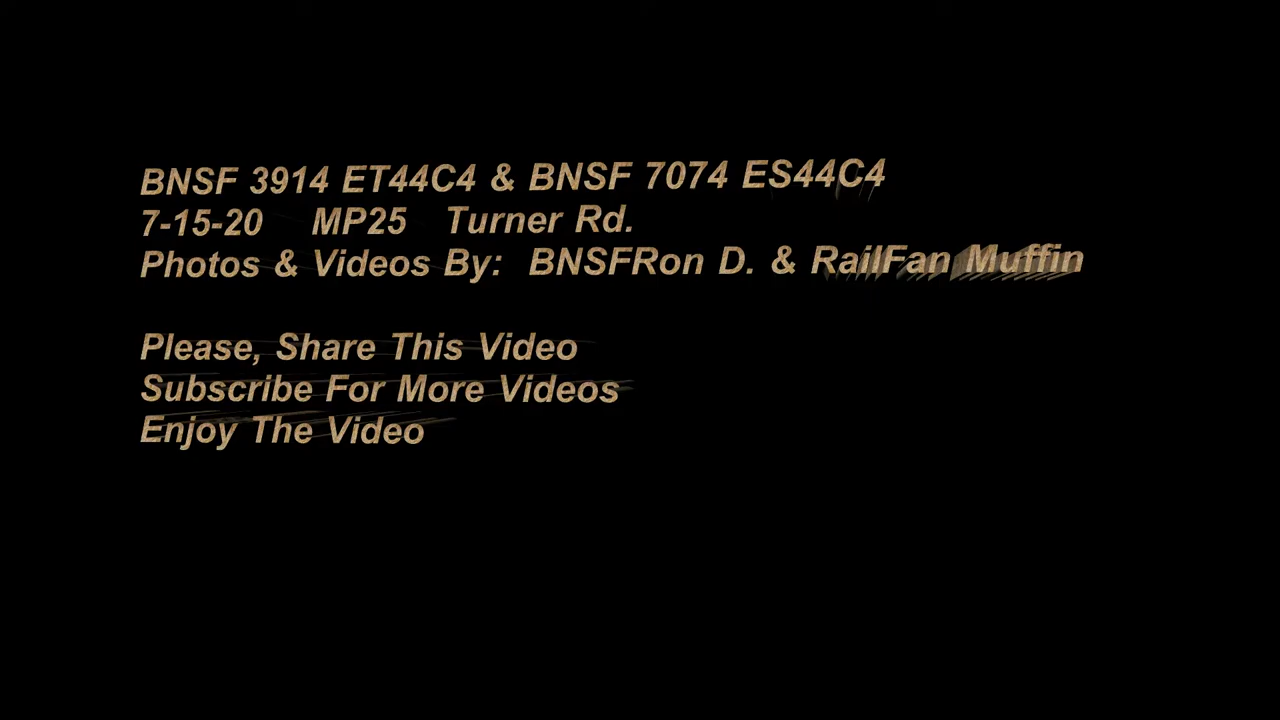 BNSF 3914 ET44C4 & BNSF 7074 ES44C4
7-15-20 MP25 Turner Rd.
Photos & Videos By: BNSFRon D. & RailFan Muffin
Please, Share This Video
Subscribe For More Videos
Enjoy The Video